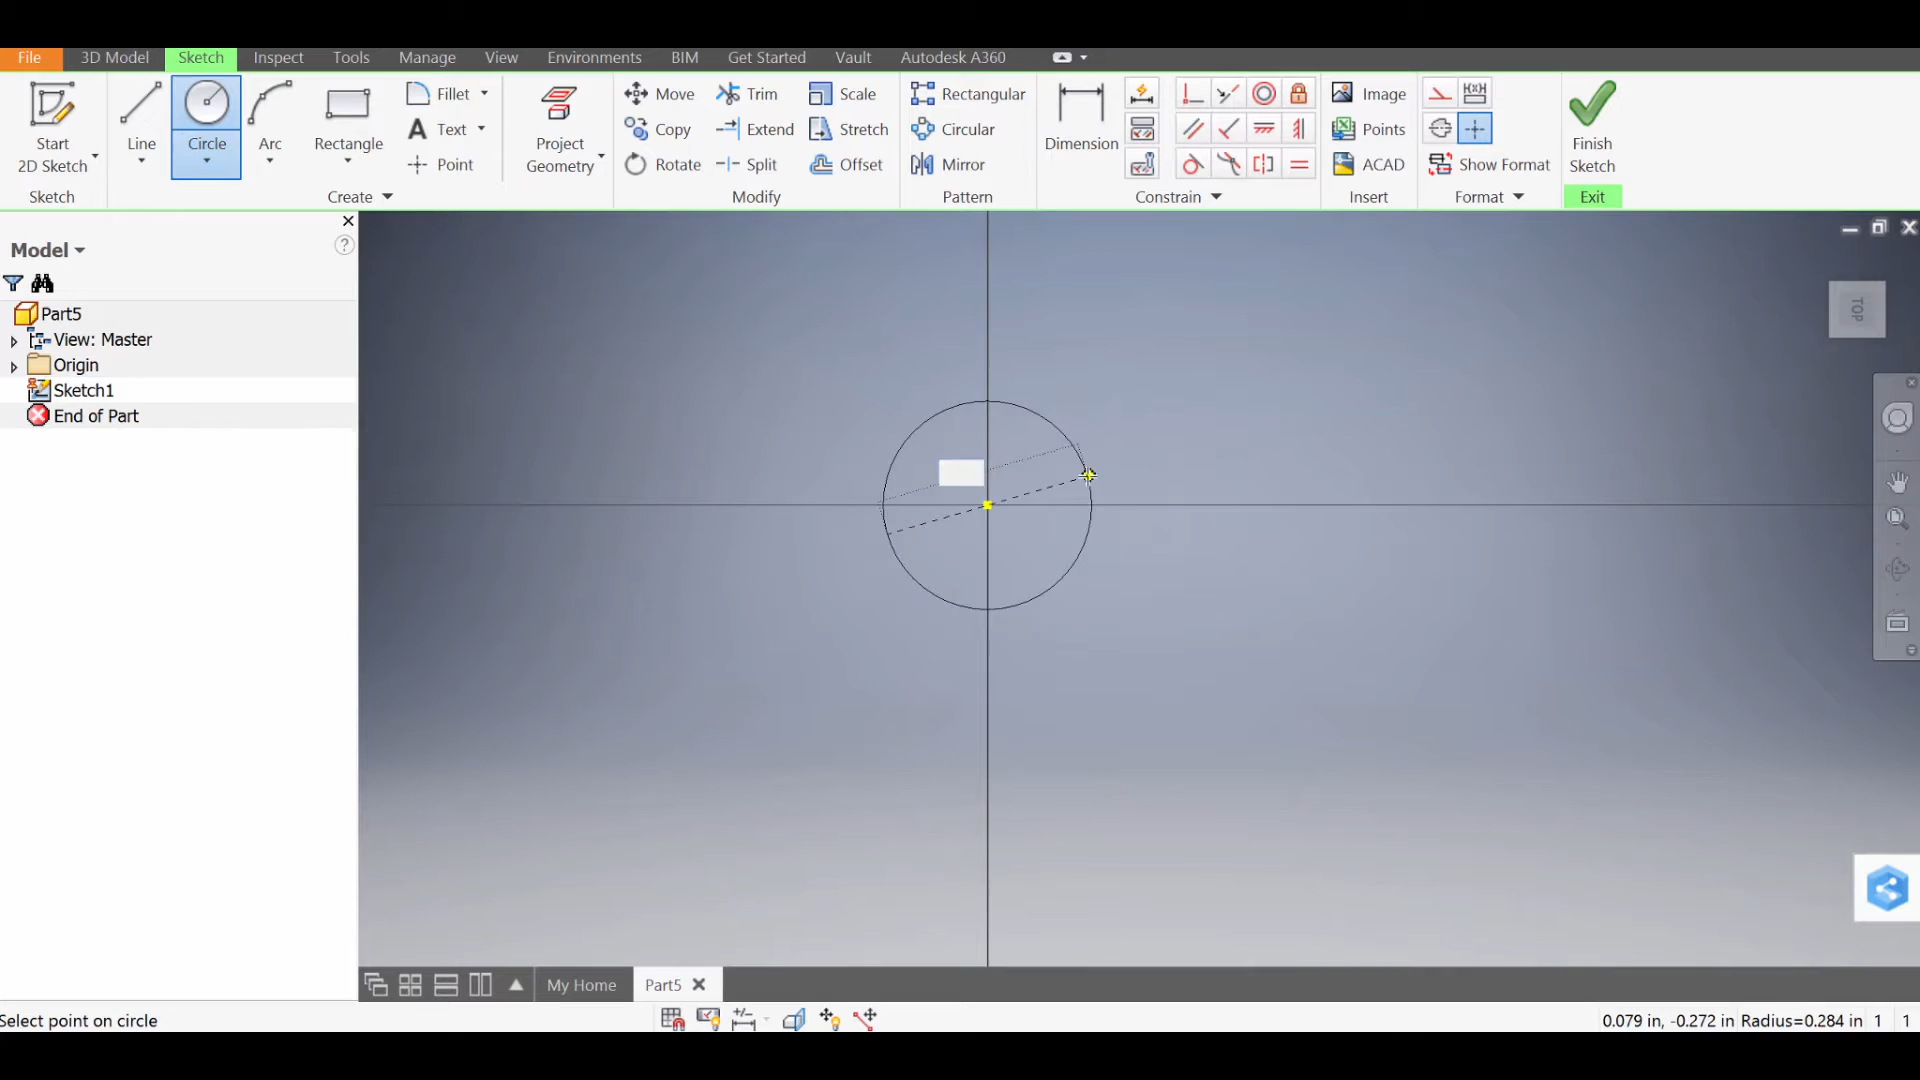 File 3D Model Sketch Inspect Tools Manage View Environments BIM Get Started Vault Autodesk A360
Start
2D Sketch
Line
Circle
Arc
Rectangle
Fillet
Text
Point
Project
Geometry
Move
Copy
Rotate
Trim
Extend
Split
Scale
Stretch
Offset
Rectangular
Circular
Mirror
Dimension
Image
Points
ACAD
Show Format
Finish
Sketch
Sketch Create Modify Pattern Constrain Insert Format Exit
Model
Part5
View: Master
Origin
Sketch1
End of Part
TOP
My Home Part5
Select point on circle
0.079 in, -0.272 in Radius=0.284 in 1 1